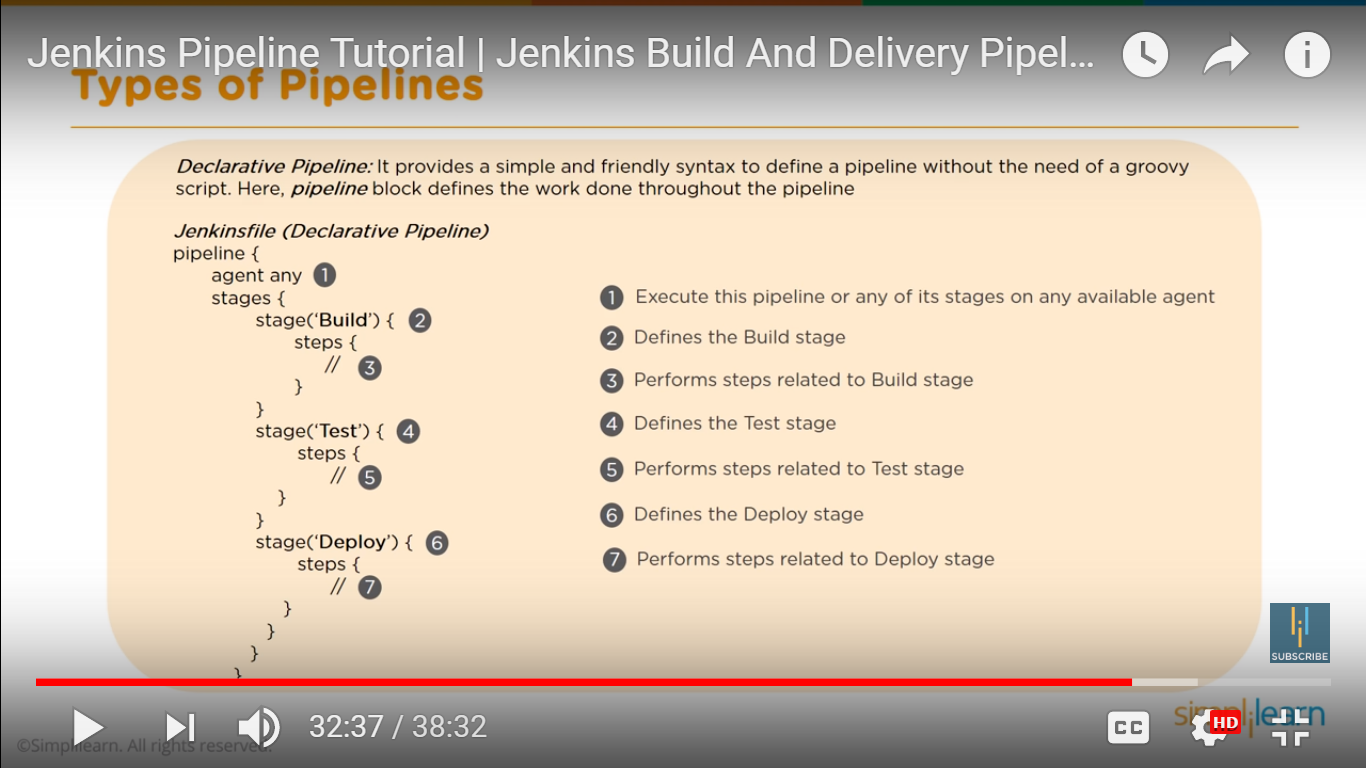 Jenkins Pipeline Tutorial | Jenkins Build And Delivery Pipel...
Types of Pipelines
Declarative Pipeline: It provides a simple and friendly syntax to define a pipeline without the need of a groovy
script. Here, pipeline block defines the work done throughout the pipeline
Jenkinsfile (Declarative Pipeline)
pipeline {
agent any 1
stages {
stage(‘Build’) { 2
steps {
// 3
}
}
stage(‘Test’) { 4
steps {
// 5
}
}
stage(‘Deploy’) { 6
steps {
// 7
}
}
}
}
1 Execute this pipeline or any of its stages on any available agent
2 Defines the Build stage
3 Performs steps related to Build stage
4 Defines the Test stage
5 Performs steps related to Test stage
6 Defines the Deploy stage
7 Performs steps related to Deploy stage
SUBSCRIBE
32:37 / 38:32
CC
HD
simplilearn
©Simplilearn. All rights reserved.